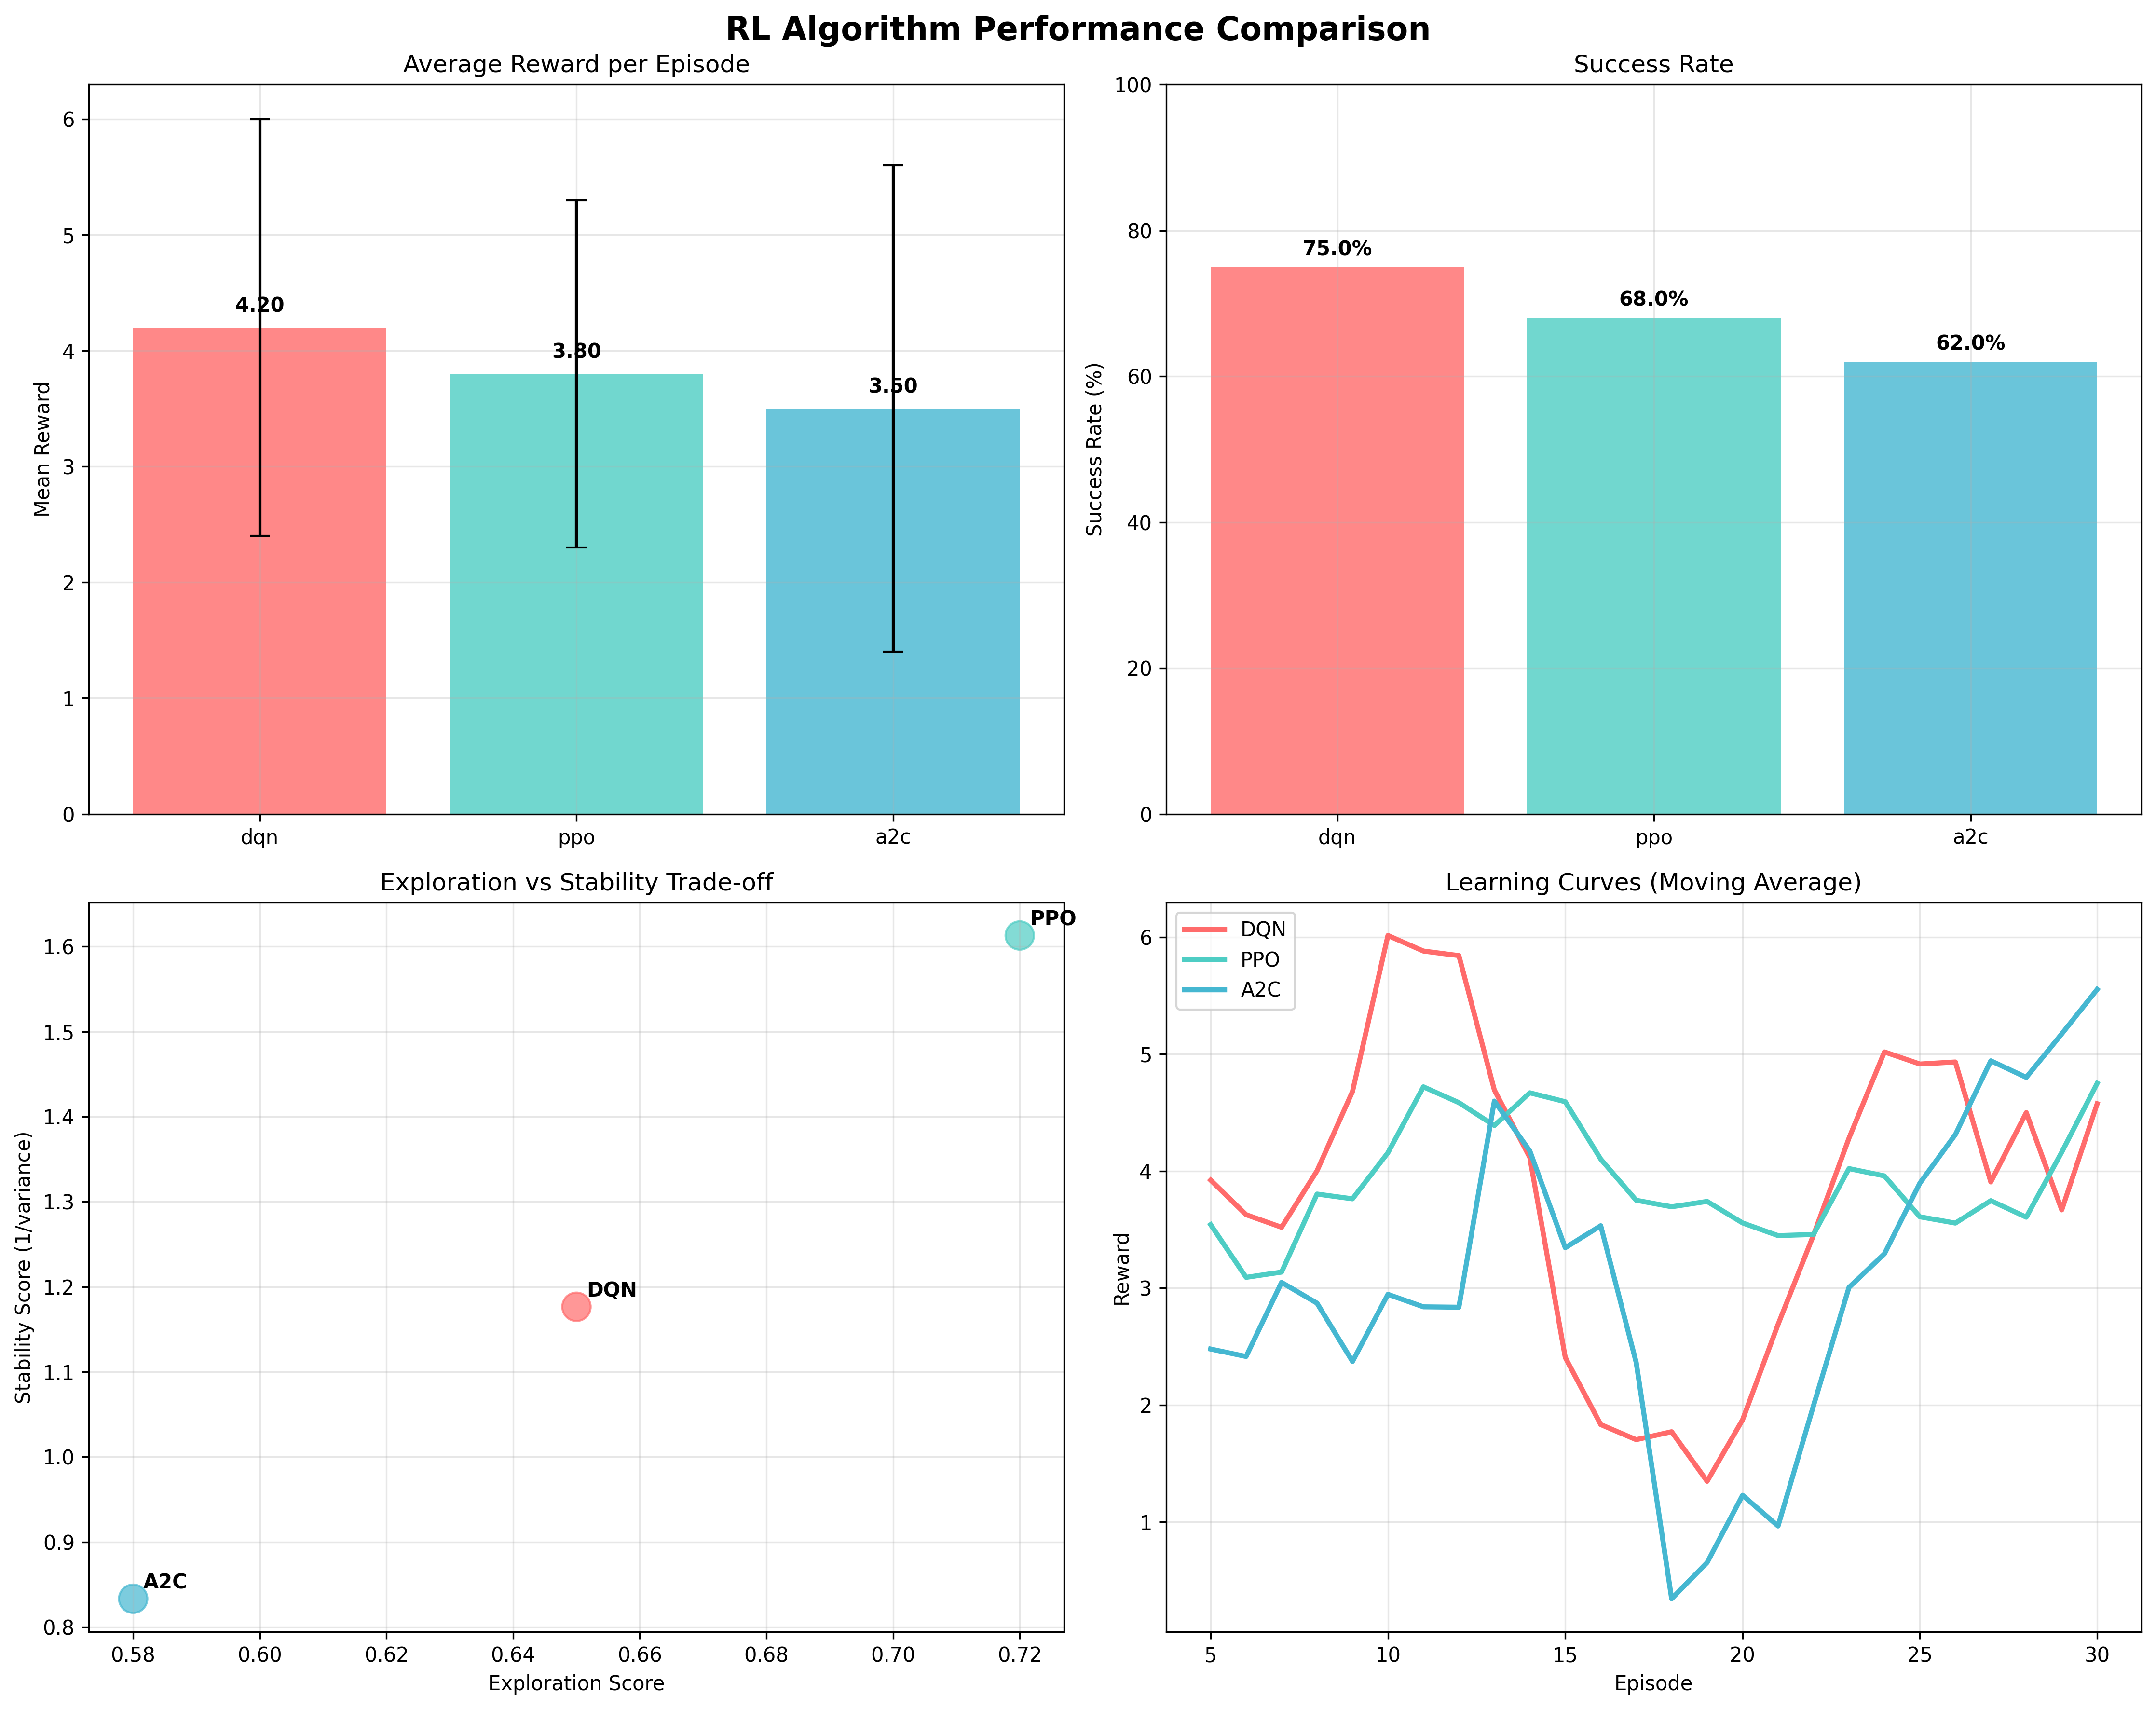 RL Algorithm Performance Comparison
Average Reward per Episode
Mean Reward
6
5
4
3
2
1
0
4.20
3.80
3.50
dqn
ppo
a2c
Success Rate
Success Rate (%)
100
80
60
40
20
0
75.0%
68.0%
62.0%
dqn
ppo
a2c
Exploration vs Stability Trade-off
Stability Score (1/variance)
1.6
1.5
1.4
1.3
1.2
1.1
1.0
0.9
0.8
PPO
DQN
A2C
0.58
0.60
0.62
0.64
0.66
0.68
0.70
0.72
Exploration Score
Learning Curves (Moving Average)
DQN
PPO
A2C
Reward
6
5
4
3
2
1
5
10
15
20
25
30
Episode